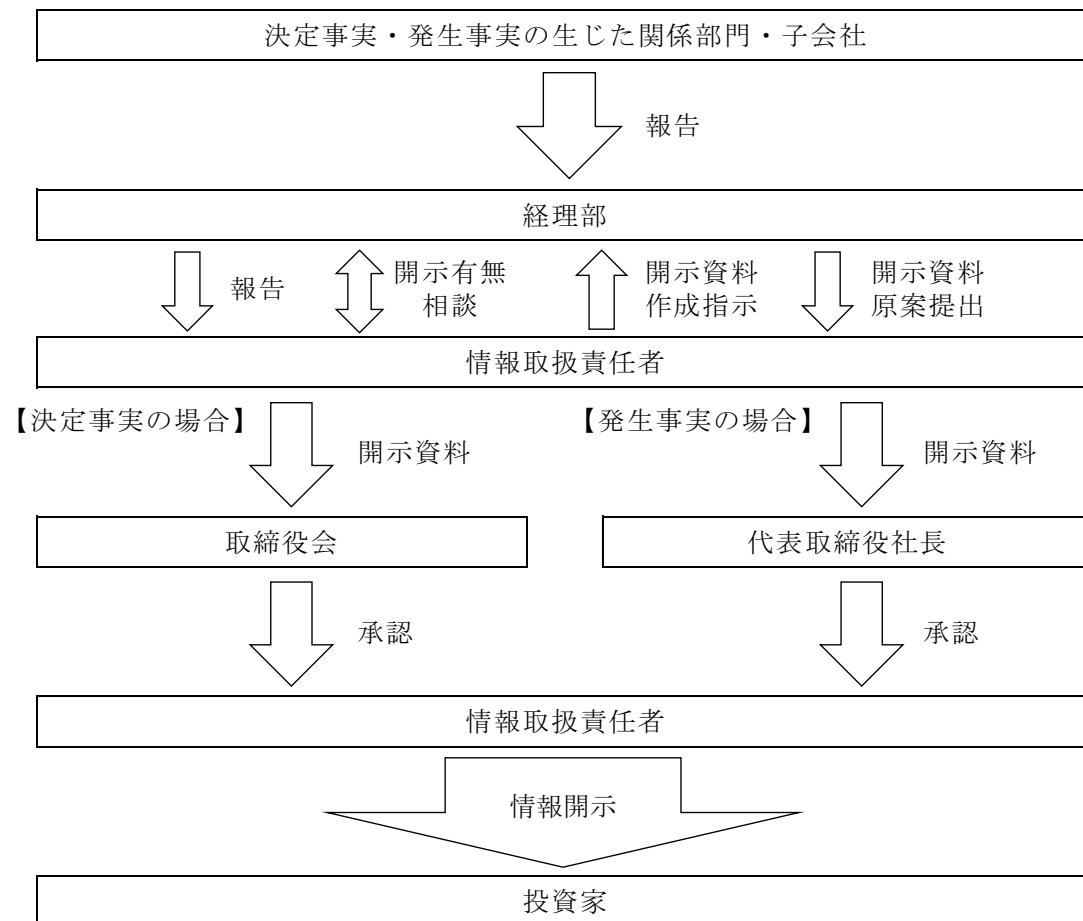 決定事実・発生事実の生じた関係部門・子会社
報告
経理部
報告
開示有無
相談
開示資料
作成指示
開示資料
原案提出
情報取扱責任者
【決定事実の場合】
開示資料
【発生事実の場合】
開示資料
取締役会
代表取締役社長
承認
承認
情報取扱責任者
情報開示
投資家